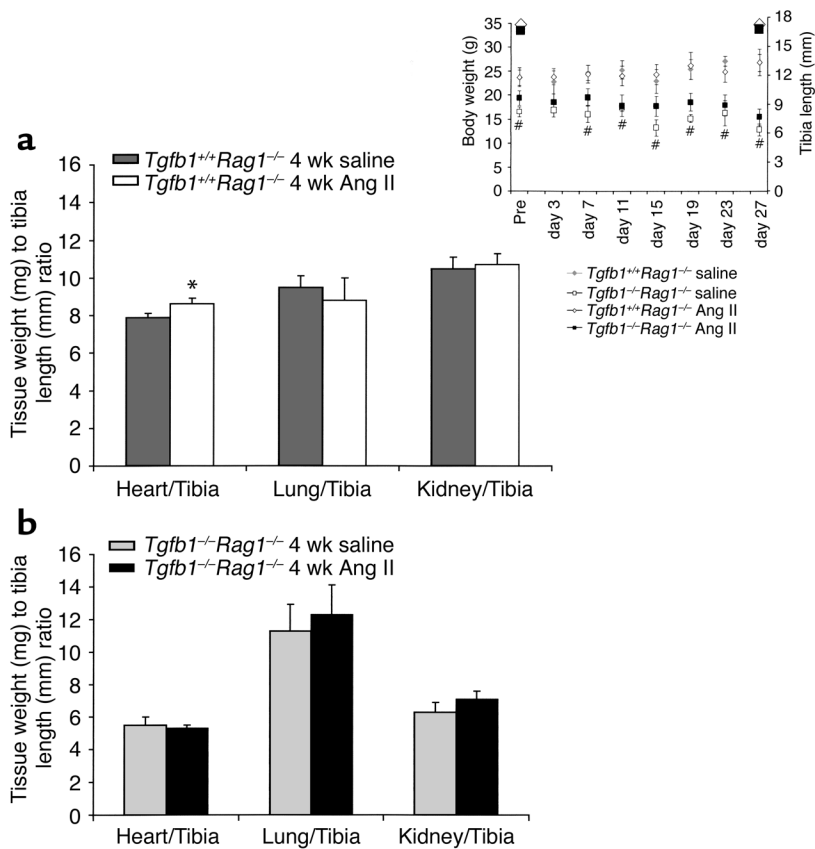 a
Tissue weight (mg) to tibia
length (mm) ratio
16
14
12
10
8
6
4
2
0
Tgfb1+/+Rag1–/– 4 wk saline
Tgfb1+/+Rag1–/– 4 wk Ang II
*
Heart/Tibia
Lung/Tibia
Kidney/Tibia
Body weight (g)
35
30
25
20
15
10
5
0
Tibia length (mm)
18
15
12
9
6
3
0
# # # # # # #
Pre
day 3
day 7
day 11
day 15
day 19
day 23
day 27
Tgfb1+/+Rag1–/– saline
Tgfb1–/–Rag1–/– saline
Tgfb1+/+Rag1–/– Ang II
Tgfb1–/–Rag1–/– Ang II
b
Tissue weight (mg) to tibia
length (mm) ratio
16
14
12
10
8
6
4
2
0
Tgfb1–/–Rag1–/– 4 wk saline
Tgfb1–/–Rag1–/– 4 wk Ang II
Heart/Tibia
Lung/Tibia
Kidney/Tibia